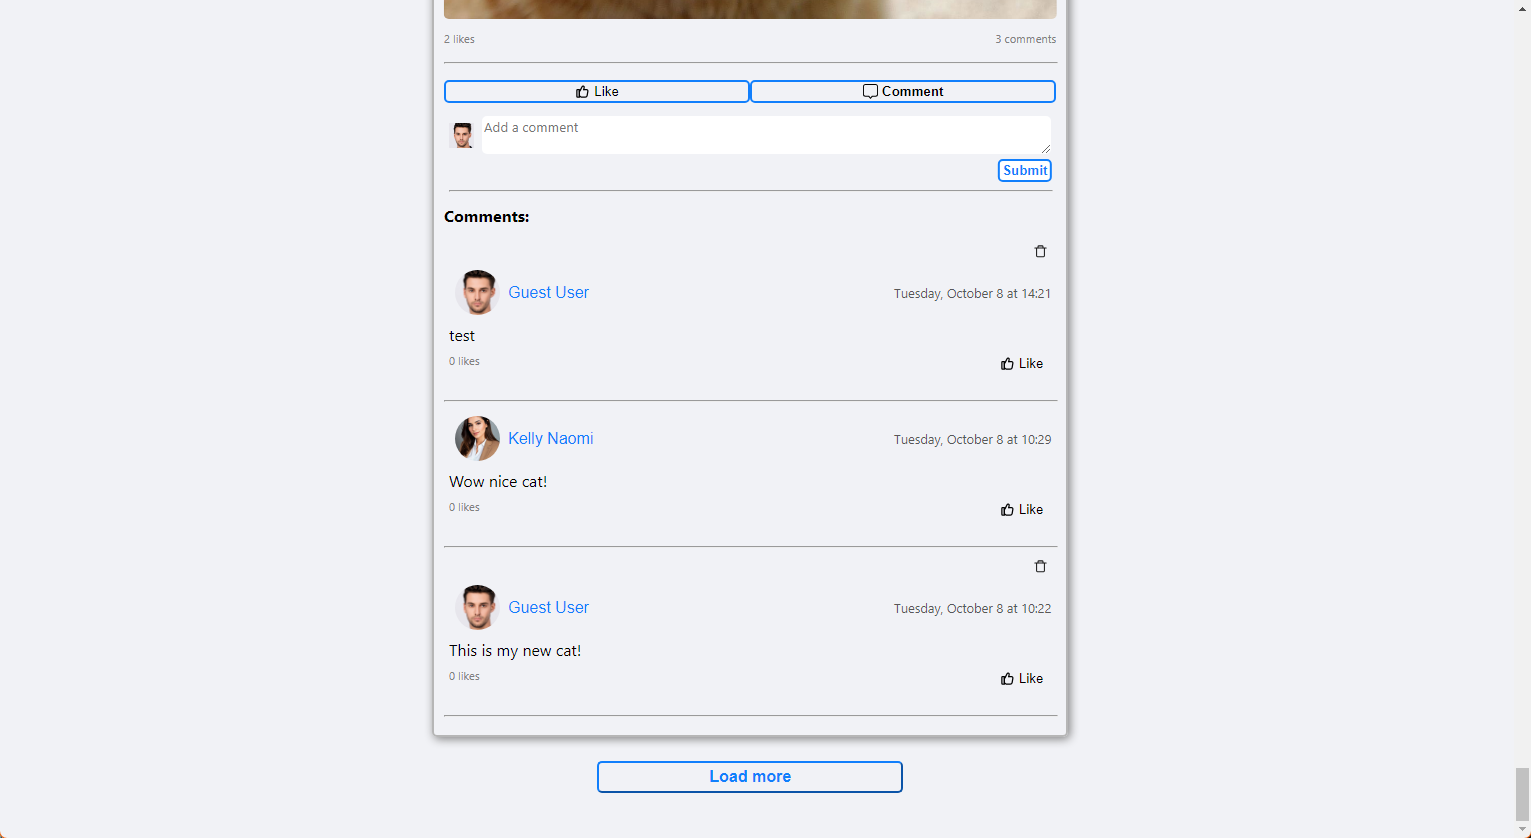 2 likes 3 comments
Like Comment
Add a comment
Submit
Comments:
Guest User Tuesday, October 8 at 14:21
test
0 likes Like
Kelly Naomi Tuesday, October 8 at 10:29
Wow nice cat!
0 likes Like
Guest User Tuesday, October 8 at 10:22
This is my new cat!
0 likes Like
Load more